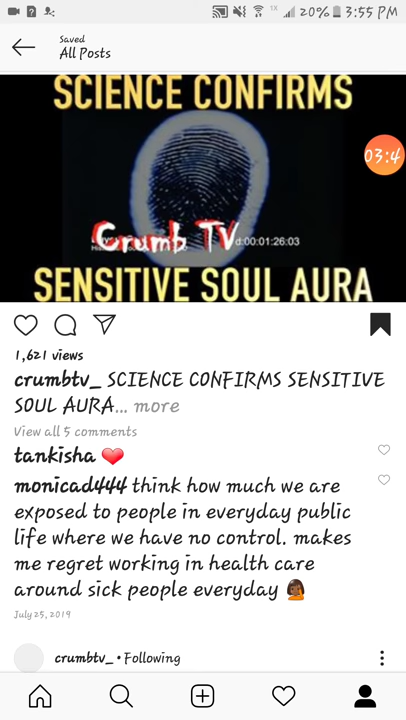 1X 20% 3:55 PM
Saved
All Posts
SCIENCE CONFIRMS
03:4
Crumb TV
d:00:01:26:03
SENSITIVE SOUL AURA
1,621 views
crumbtv_ SCIENCE CONFIRMS SENSITIVE
SOUL AURA... more
View all 5 comments
tankisha ❤️
monicad444 think how much we are
exposed to people in everyday public
life where we have no control. makes
me regret working in health care
around sick people everyday 🤦🏾‍♀️
July 25, 2019
crumbtv_ • Following